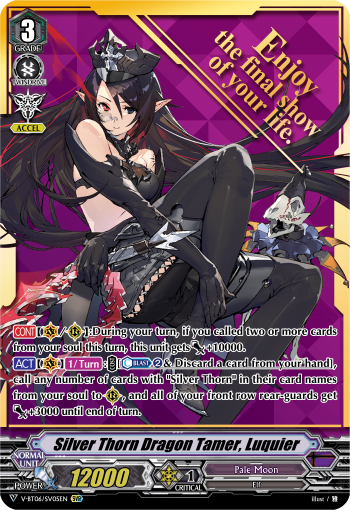 3
GRADE
TWINDRIVE
ACCEL
Enjoy
the final show
of your life.
CONT【/】:During your turn, if you called two or more cards
from your soul this turn, this unit gets +10000.
ACT【】1/Turn :[BLAST 2 & Discard a card from your hand],
call any number of cards with "Silver Thorn" in their card names
from your soul to , and all of your front row rear-guards get
+3000 until end of turn.
Silver Thorn Dragon Tamer, Luquier
NORMAL
UNIT
POWER 12000
1
CRITICAL
Pale Moon
Elf
V-BT06/SV05EN SVR
illust /